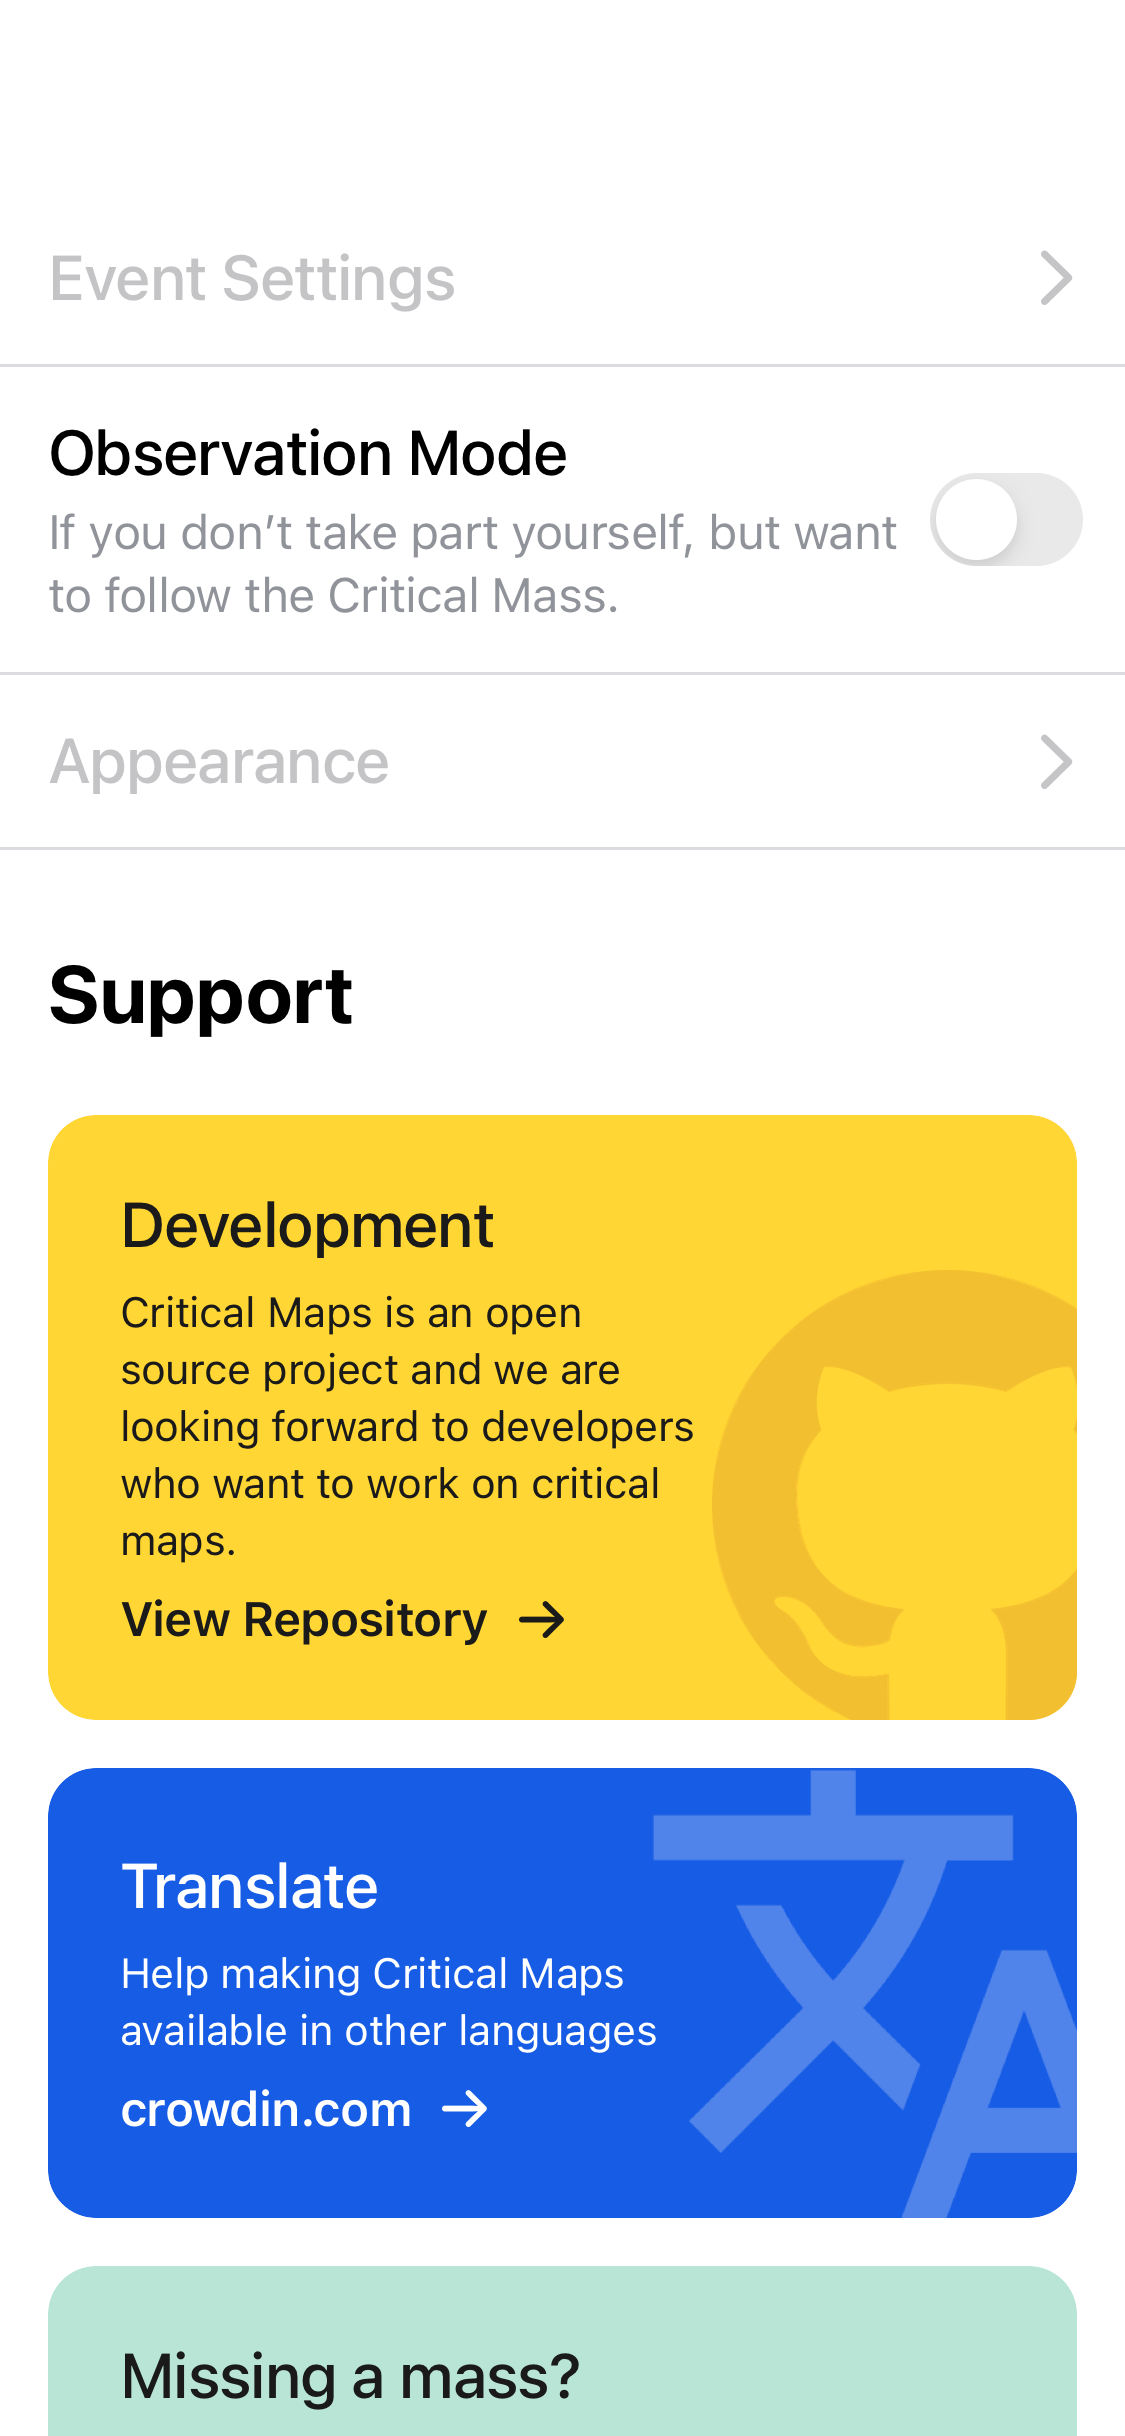 Event Settings
Observation Mode
If you don’t take part yourself, but want
to follow the Critical Mass.
Appearance
Support
Development
Critical Maps is an open
source project and we are
looking forward to developers
who want to work on critical
maps.
View Repository →
Translate
Help making Critical Maps
available in other languages
crowdin.com →
Missing a mass?